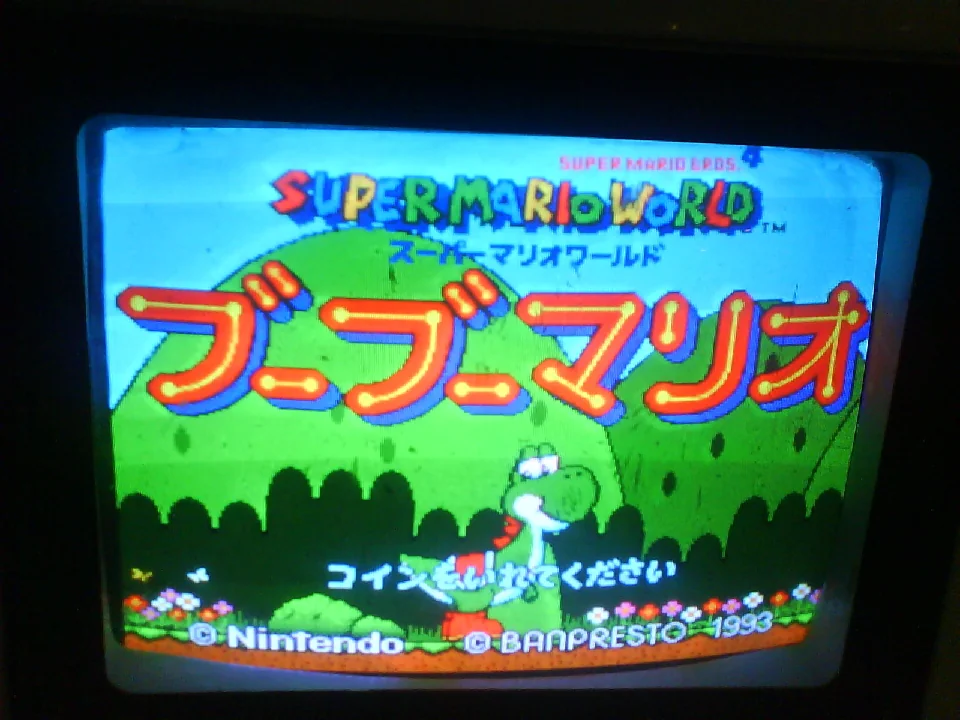 SUPER MARIO BROS. 4
SUPER MARIO WORLD™
スーパーマリオワールド
ブーブーマリオ
コインをいれてください
© Nintendo © BANPRESTO 1993